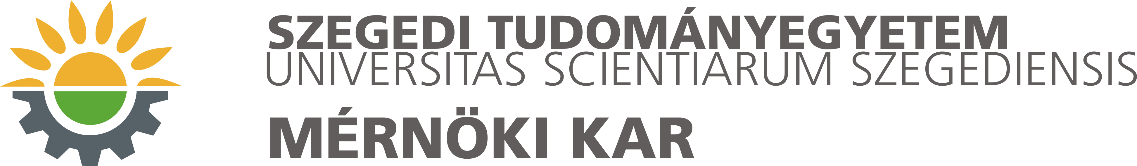 SZEGEDI TUDOMÁNYEGYETEM
UNIVERSITAS SCIENTIARUM SZEGEDIENSIS
MÉRNÖKI KAR